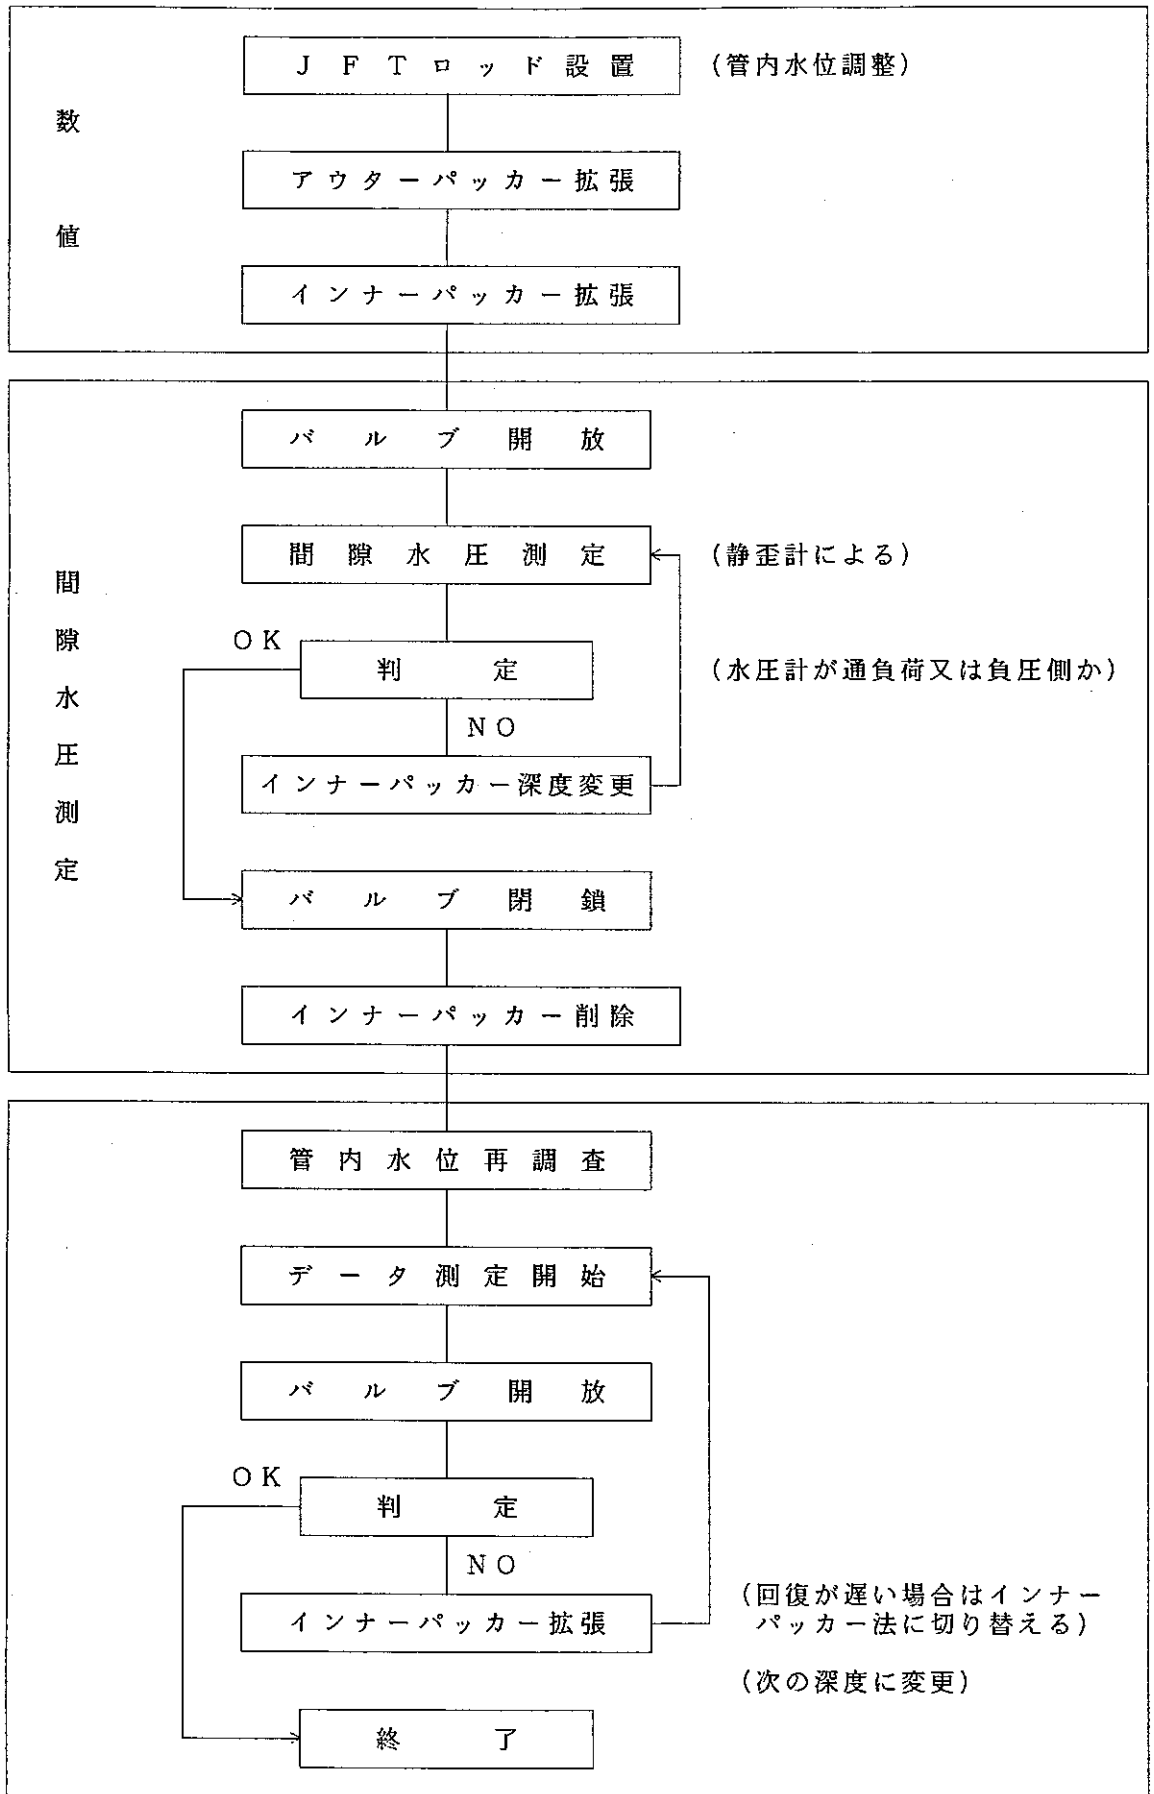 数値
JFTロッド設置
(管内水位調整)
アウターパッカー拡張
インナーパッカー拡張
間隙水圧測定
バルブ開放
間隙水圧測定
(静歪計による)
OK
判定
(水圧計が通負荷又は負圧側か)
NO
インナーパッカー深度変更
バルブ閉鎖
インナーパッカー削除
管内水位再調査
データ測定開始
バルブ開放
OK
判定
NO
インナーパッカー拡張
(回復が遅い場合はインナー
パッカー法に切り替える)
(次の深度に変更)
終了